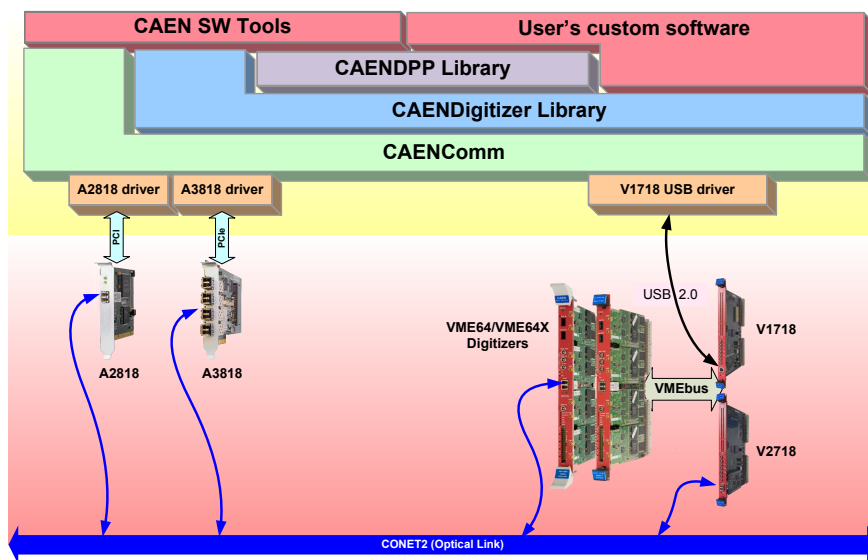 CAEN SW Tools
User's custom software
CAENDPP Library
CAENDigitizer Library
CAENComm
A2818 driver
A3818 driver
V1718 USB driver
PCI
PCIe
USB 2.0
VME64/VME64X
Digitizers
V1718
A2818
A3818
VMEbus
V2718
CONET2 (Optical Link)